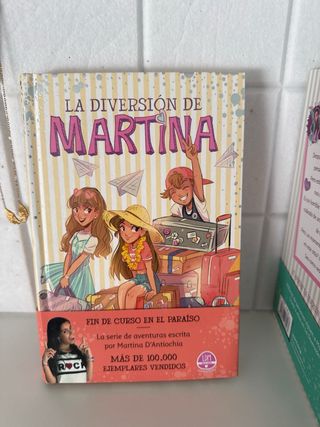 LA DIVERSIÓN DE
MARTINA
FIN DE CURSO EN EL PARAÍSO
La serie de aventuras escrita
por Martina D'Antiochia
MÁS DE 100.000
EJEMPLARES VENDIDOS
ROCK